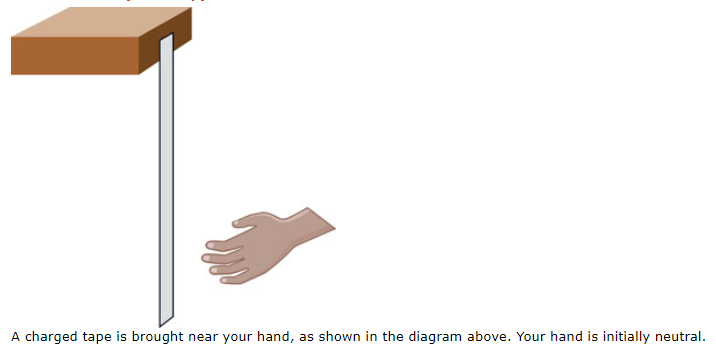 A charged tape is brought near your hand, as shown in the diagram above. Your hand is initially neutral.